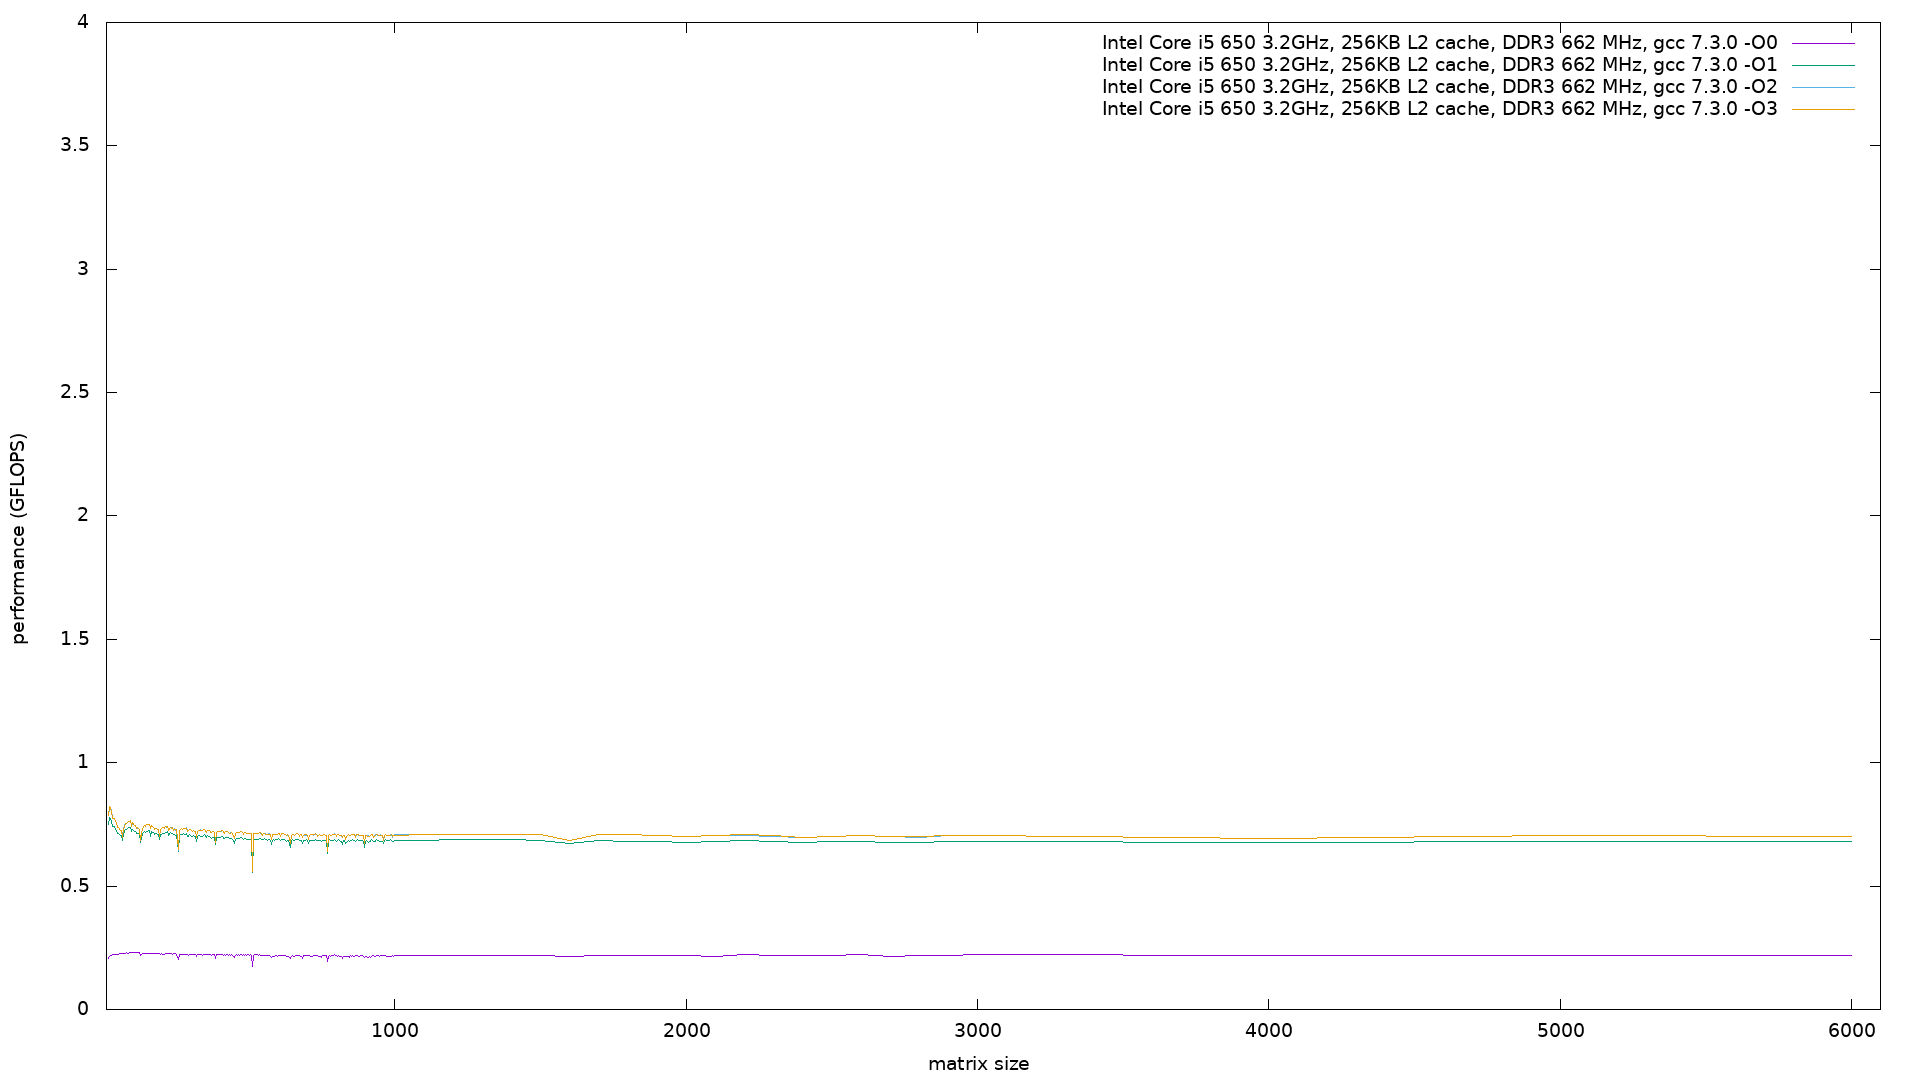 4
Intel Core i5 650 3.2GHz, 256KB L2 cache, DDR3 662 MHz, gcc 7.3.0 -O0
Intel Core i5 650 3.2GHz, 256KB L2 cache, DDR3 662 MHz, gcc 7.3.0 -O1
Intel Core i5 650 3.2GHz, 256KB L2 cache, DDR3 662 MHz, gcc 7.3.0 -O2
Intel Core i5 650 3.2GHz, 256KB L2 cache, DDR3 662 MHz, gcc 7.3.0 -O3
3.5
3
2.5
2
1.5
1
0.5
0
performance (GFLOPS)
1000 2000 3000 4000 5000 6000
matrix size